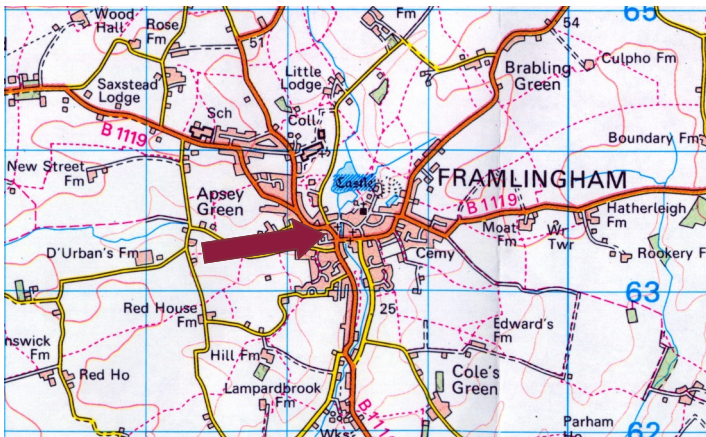 Wood
Hall
Rose
Fm
51
Fm
54
65
Culpho Fm
Brabling
Green
Saxstead
Lodge
Little
Lodge
Sch
Coll
B 1119
Boundary Fm
New Street
Fm
Castle
FRAMLINGHAM
Apsey
Green
B 1119
Hatherleigh
Fm
Moat
Fm
Wr
Twr
D'Urban's Fm
Cemy
Rookery F
63
Red House
Fm
25
Edward's
Fm
nswick
Fm
Hill Fm
Red Ho
Cole's
Green
Lampardbrook
Fm
Parham
Ho
Wks
B 111
62